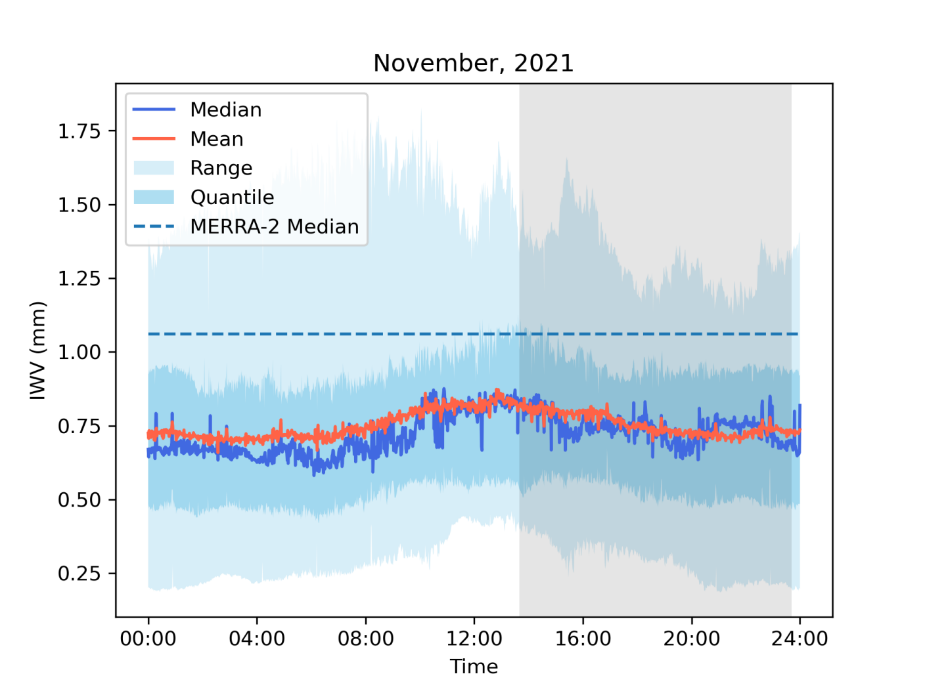 November, 2021
Median
Mean
Range
Quantile
MERRA-2 Median
1.75
1.50
1.25
1.00
0.75
0.50
0.25
IWV (mm)
00:00 04:00 08:00 12:00 16:00 20:00 24:00
Time